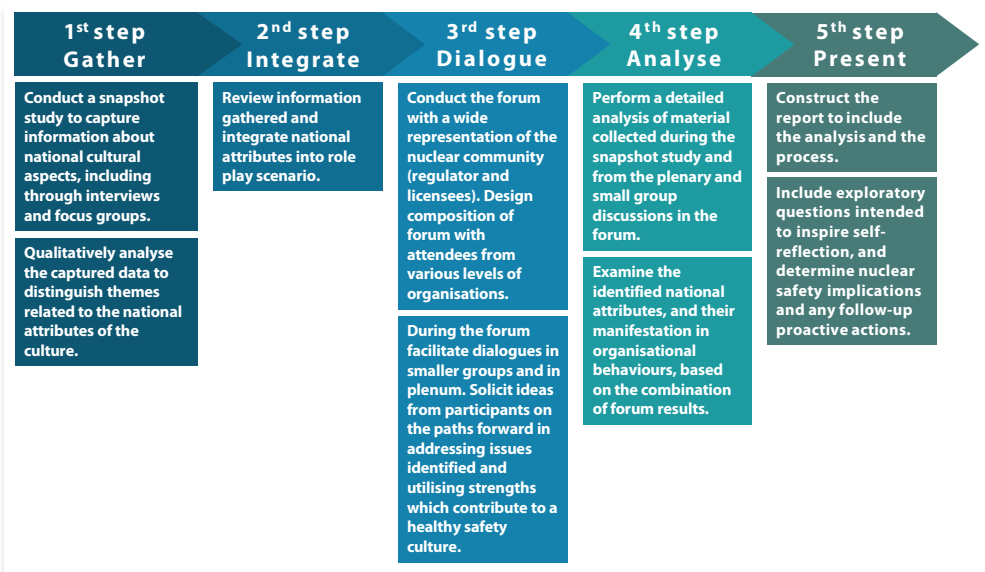 1st step
Gather
2nd step
Integrate
3rd step
Dialogue
4th step
Analyse
5th step
Present
Conduct a snapshot
study to capture
information about
national cultural
aspects, including
through interviews
and focus groups.
Qualitatively analyse
the captured data to
distinguish themes
related to the national
attributes of the
culture.
Review information
gathered and
integrate national
attributes into role
play scenario.
Conduct the forum
with a wide
representation of the
nuclear community
(regulator and
licensees). Design
composition of
forum with
attendees from
various levels of
organisations.
During the forum
facilitate dialogues in
smaller groups and in
plenum. Solicit ideas
from participants on
the paths forward in
addressing issues
identified and
utilising strengths
which contribute to a
healthy safety
culture.
Perform a detailed
analysis of material
collected during the
snapshot study and
from the plenary and
small group
discussions in the
forum.
Examine the
identified national
attributes, and their
manifestation in
organisational
behaviours, based
on the combination
of forum results.
Construct the
report to include
the analysis and the
process.
Include exploratory
questions intended
to inspire self-
reflection, and
determine nuclear
safety implications
and any follow-up
proactive actions.